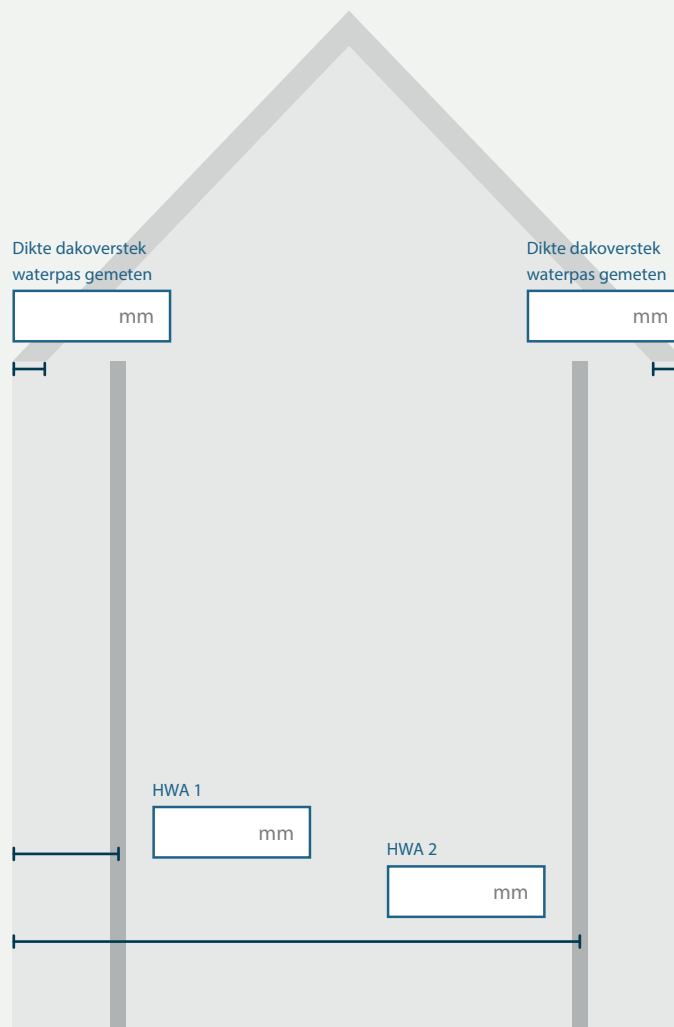 Dikte dakoverstek
waterpas gemeten
mm
Dikte dakoverstek
waterpas gemeten
mm
HWA 1
mm
HWA 2
mm